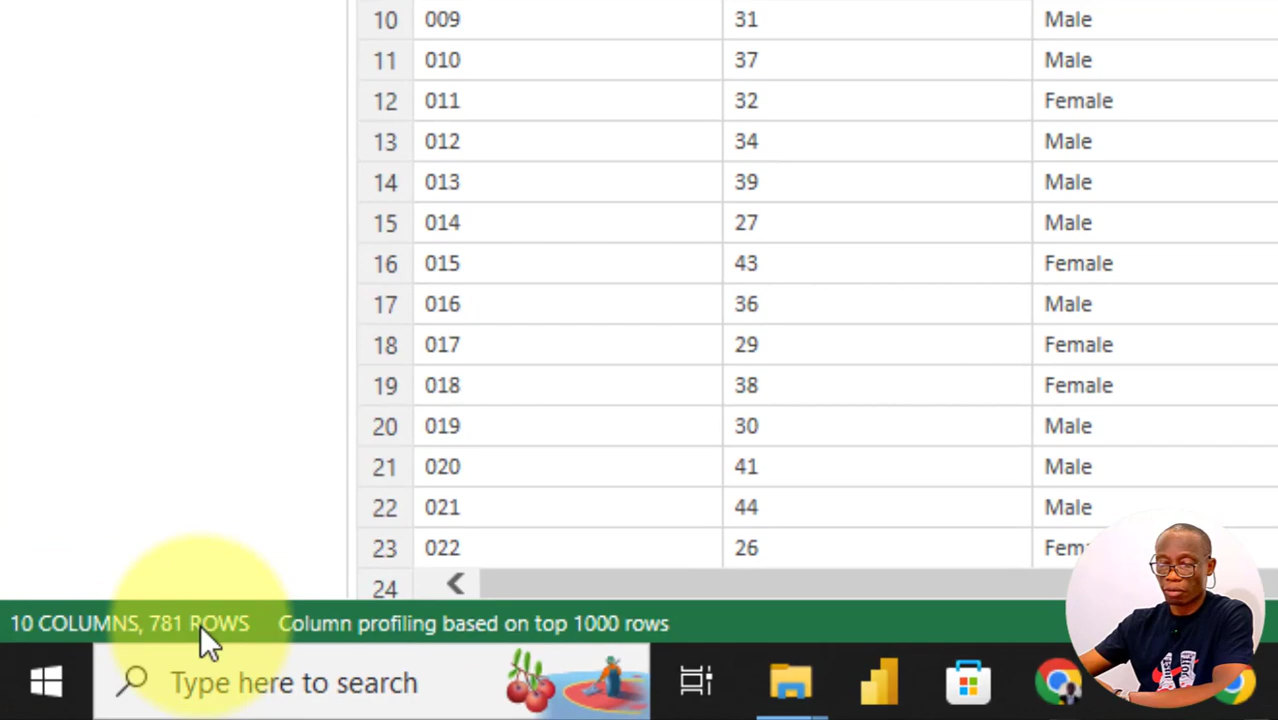 10 009 31 Male
11 010 37 Male
12 011 32 Female
13 012 34 Male
14 013 39 Male
15 014 27 Male
16 015 43 Female
17 016 36 Male
18 017 29 Female
19 018 38 Female
20 019 30 Male
21 020 41 Male
22 021 44 Male
23 022 26
24
10 COLUMNS, 781 ROWS Column profiling based on top 1000 rows
Type here to search